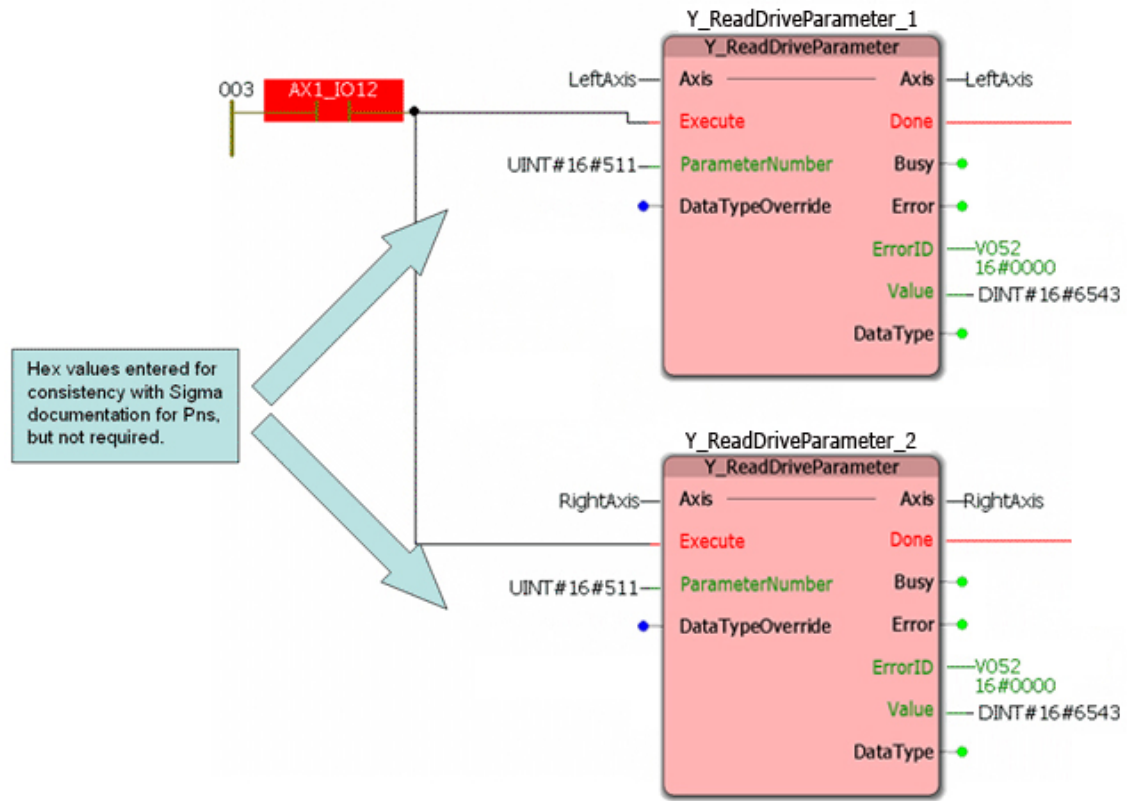 Y_ReadDriveParameter_1
Y_ReadDriveParameter
003
AX1_IO12
LeftAxis
Axis
Axis
LeftAxis
Execute
Done
UINT#16#511
ParameterNumber
Busy
DataTypeOverride
Error
ErrorID
V052
16#0000
Value
DINT#16#6543
DataType
Hex values entered for
consistency with Sigma
documentation for Pns,
but not required.
Y_ReadDriveParameter_2
Y_ReadDriveParameter
RightAxis
Axis
Axis
RightAxis
Execute
Done
UINT#16#511
ParameterNumber
Busy
DataTypeOverride
Error
ErrorID
V052
16#0000
Value
DINT#16#6543
DataType